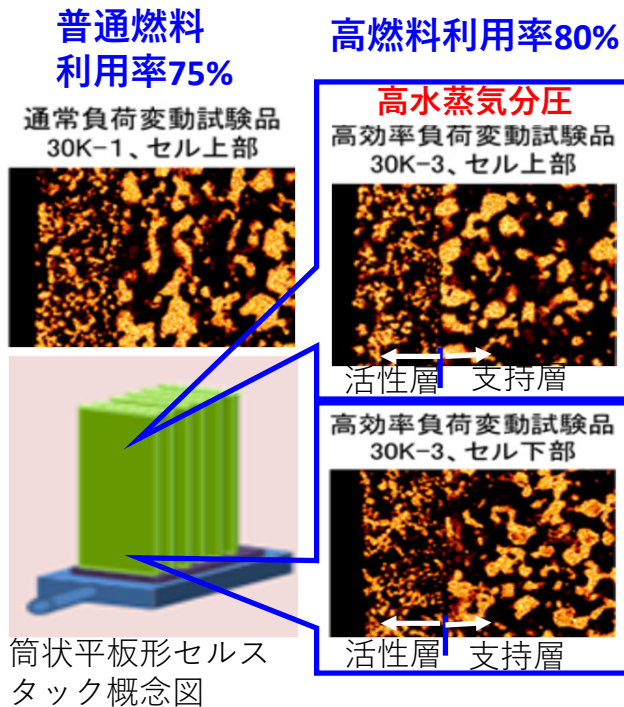 普通燃料
利用率75%
通常負荷変動試験品
30K-1、セル上部
高燃料利用率80%
高水蒸気分圧
高効率負荷変動試験品
30K-3、セル上部
活性層
支持層
高効率負荷変動試験品
30K-3、セル下部
活性層
支持層
筒状平板形セルス
タック概念図